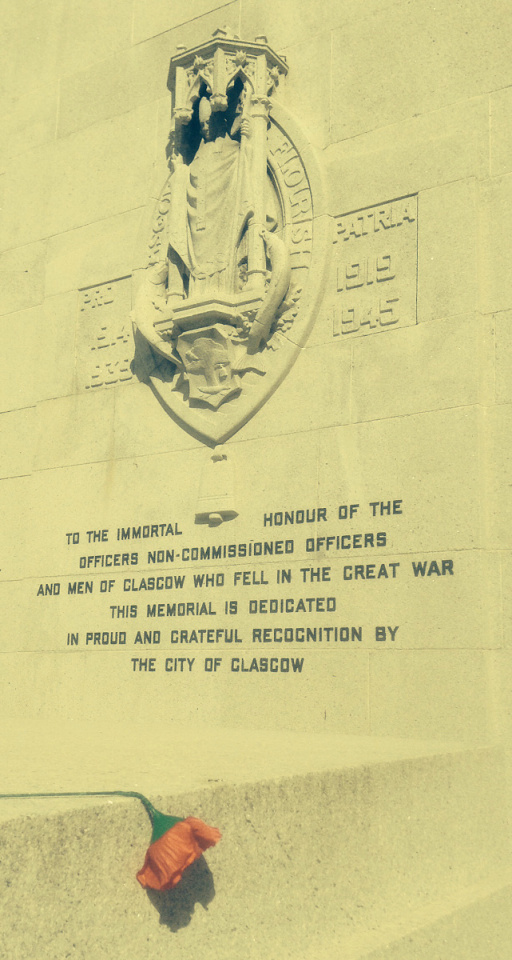 FLOURISH
PRO
PATRIA
1919
1945
1939
TO THE IMMORTAL HONOUR OF THE
OFFICERS NON-COMMISSIONED OFFICERS
AND MEN OF GLASGOW WHO FELL IN THE GREAT WAR
THIS MEMORIAL IS DEDICATED
IN PROUD AND GRATEFUL RECOGNITION BY
THE CITY OF GLASGOW